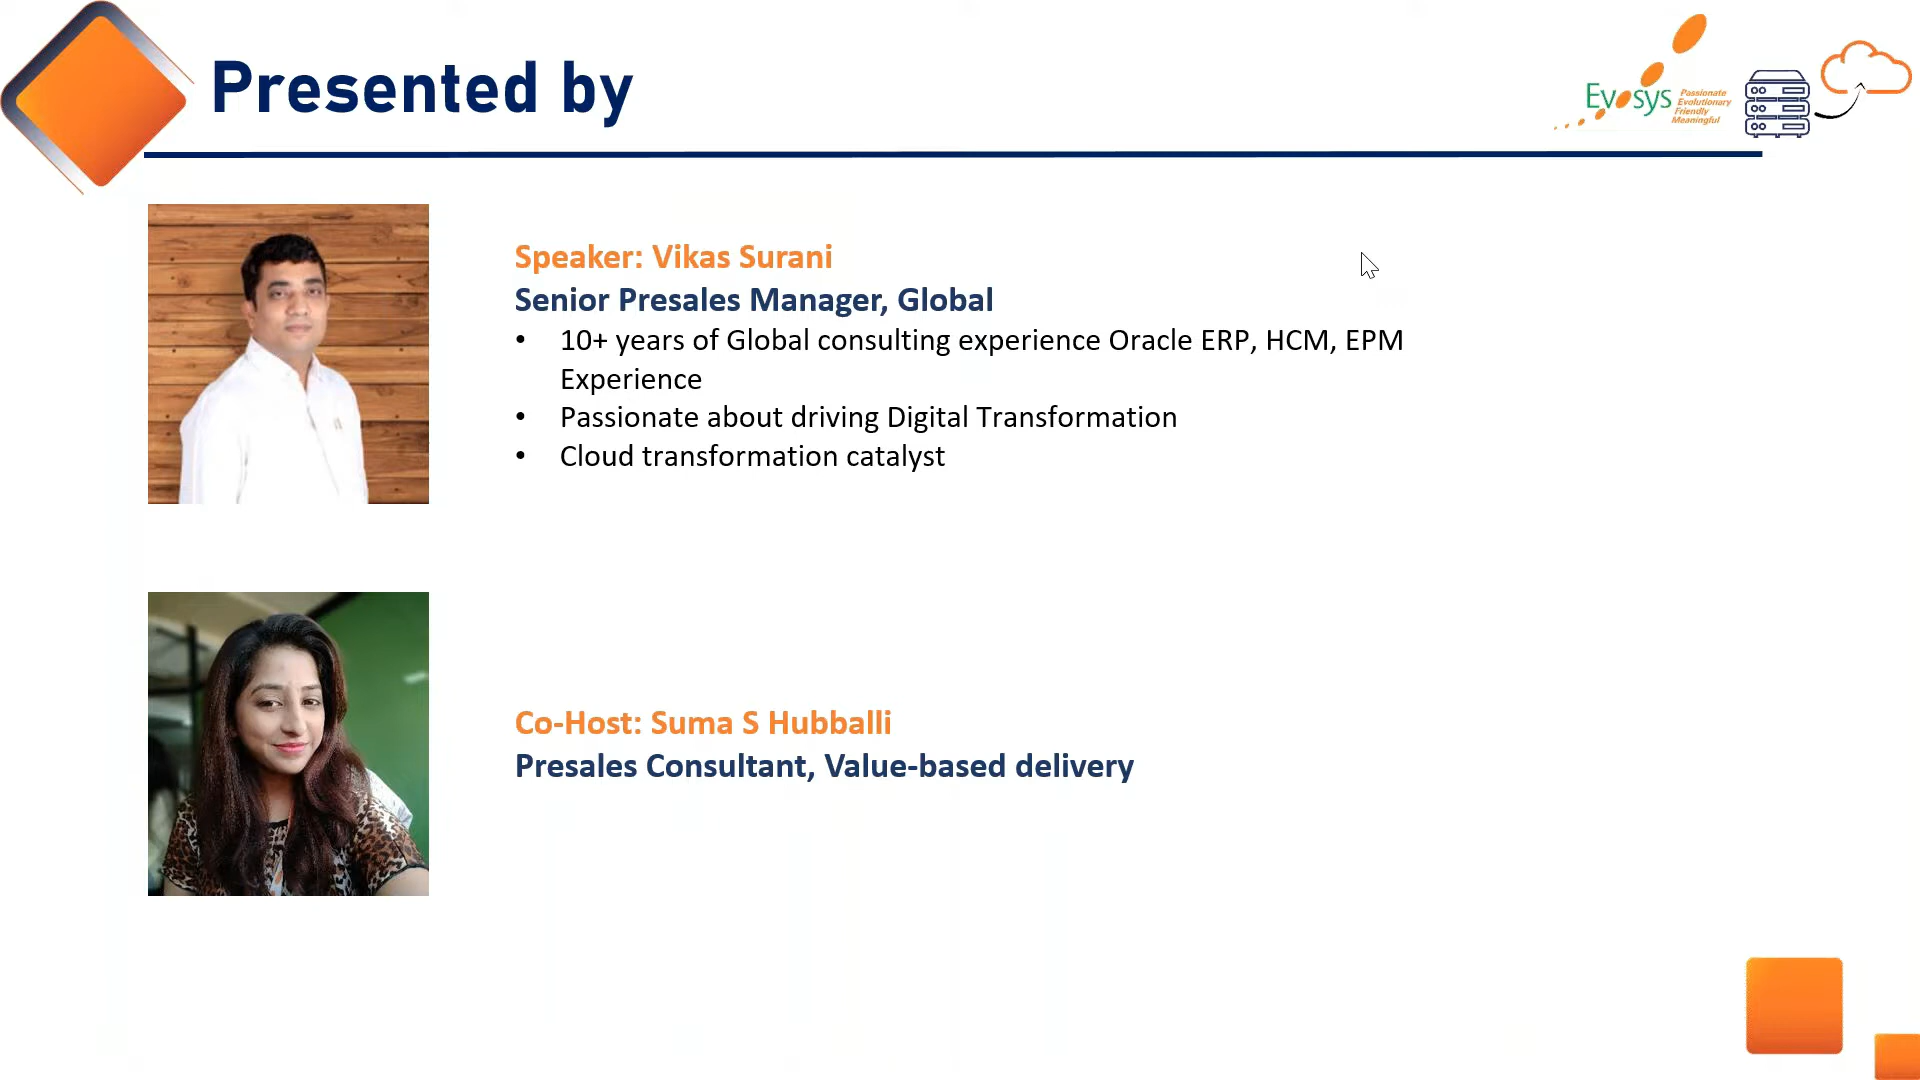 Presented by
Evosys
Passionate
Evolutionary
Friendly
Meaningful
Speaker: Vikas Surani
Senior Presales Manager, Global
• 10+ years of Global consulting experience Oracle ERP, HCM, EPM
Experience
• Passionate about driving Digital Transformation
• Cloud transformation catalyst
Co-Host: Suma S Hubballi
Presales Consultant, Value-based delivery